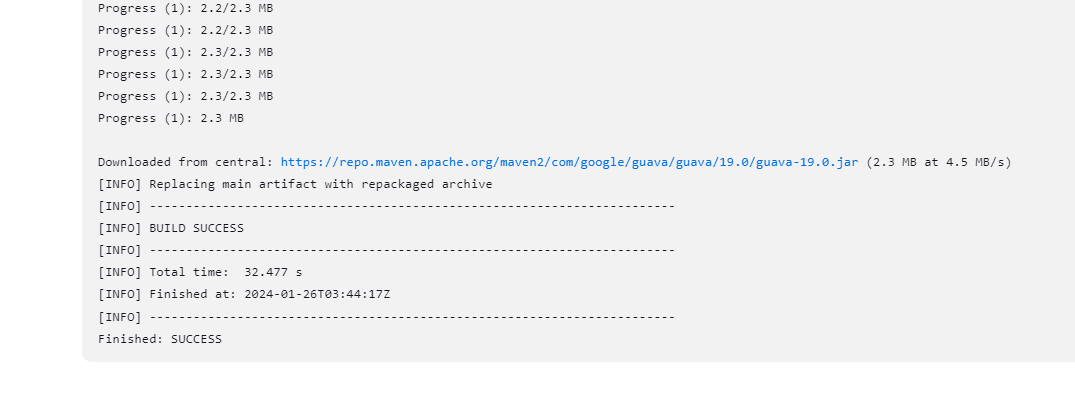 Progress (1): 2.2/2.3 MB
Progress (1): 2.2/2.3 MB
Progress (1): 2.3/2.3 MB
Progress (1): 2.3/2.3 MB
Progress (1): 2.3/2.3 MB
Progress (1): 2.3 MB
Downloaded from central: https://repo.maven.apache.org/maven2/com/google/guava/guava/19.0/guava-19.0.jar (2.3 MB at 4.5 MB/s)
[INFO] Replacing main artifact with repackaged archive
[INFO] ------------------------------------------------------------------------
[INFO] BUILD SUCCESS
[INFO] ------------------------------------------------------------------------
[INFO] Total time:  32.477 s
[INFO] Finished at: 2024-01-26T03:44:17Z
[INFO] ------------------------------------------------------------------------
Finished: SUCCESS